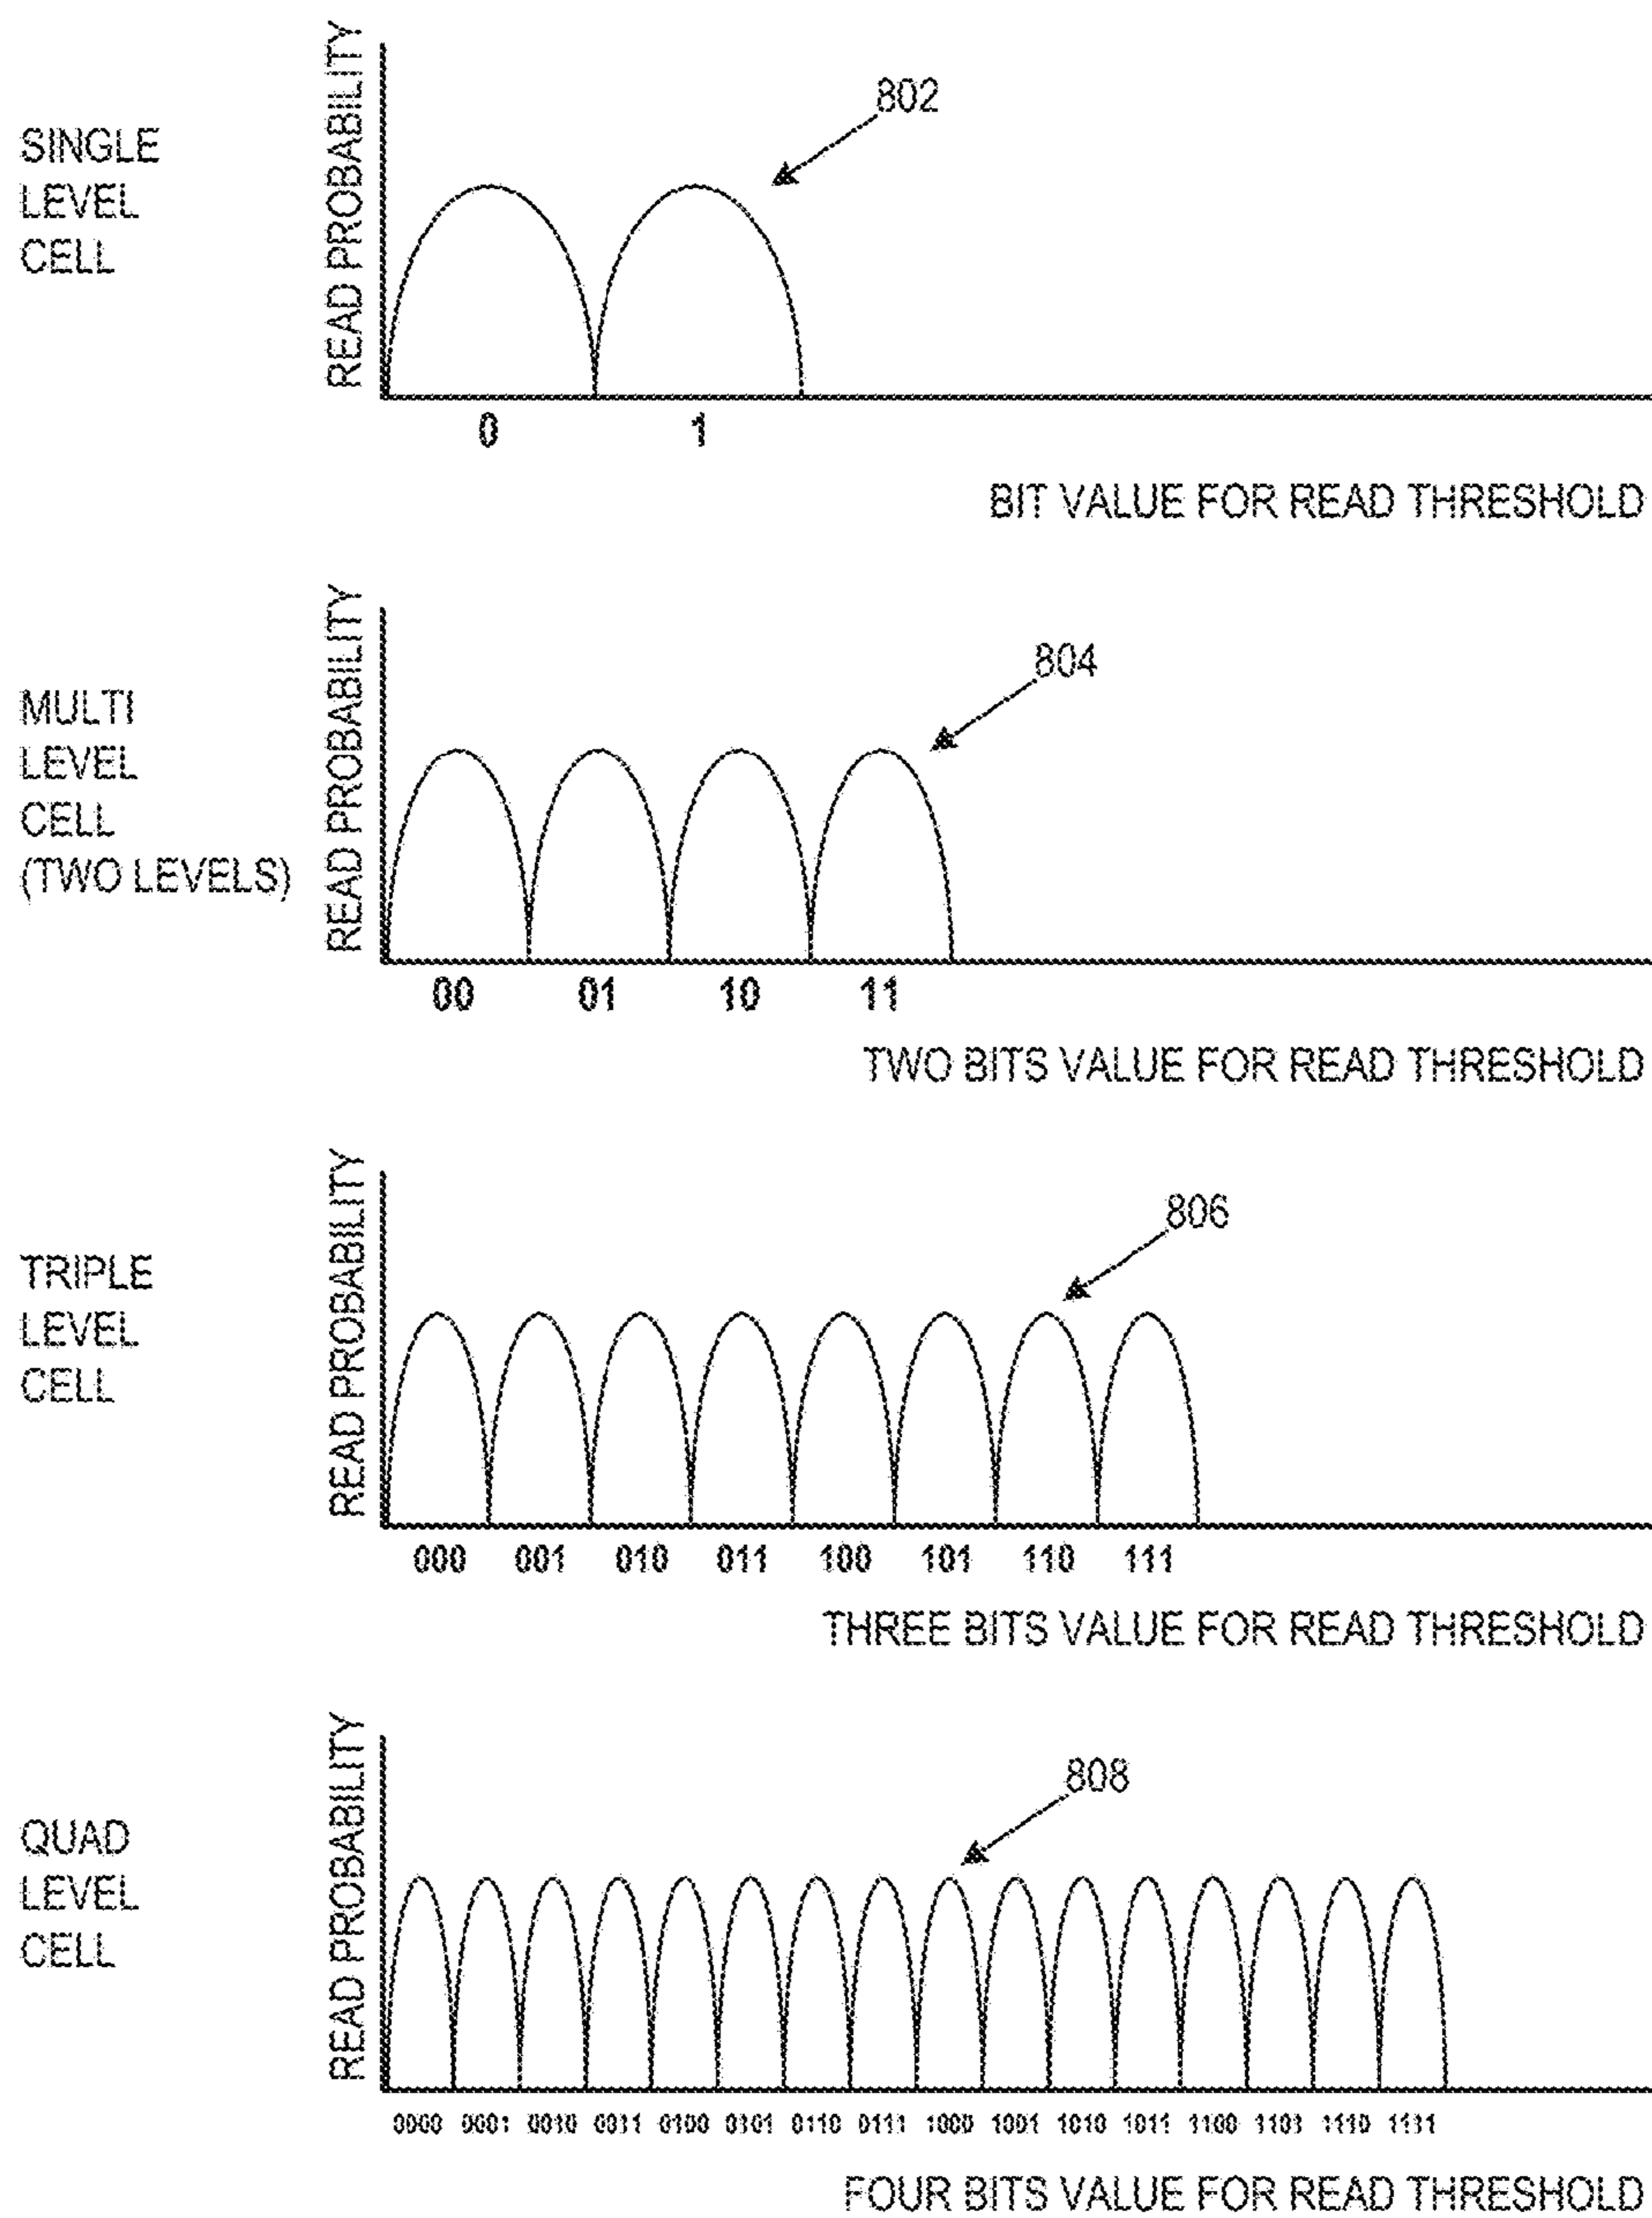 READ PROBABILITY
802
SINGLE
LEVEL
CELL
0 1
BIT VALUE FOR READ THRESHOLD
READ PROBABILITY
804
MULTI
LEVEL
CELL
(TWO LEVELS)
00 01 10 11
TWO BITS VALUE FOR READ THRESHOLD
READ PROBABILITY
806
TRIPLE
LEVEL
CELL
000 001 010 011 100 101 110 111
THREE BITS VALUE FOR READ THRESHOLD
READ PROBABILITY
808
QUAD
LEVEL
CELL
0000 0001 0010 0011 0100 0101 0110 0111 1000 1001 1010 1011 1100 1101 1110 1111
FOUR BITS VALUE FOR READ THRESHOLD